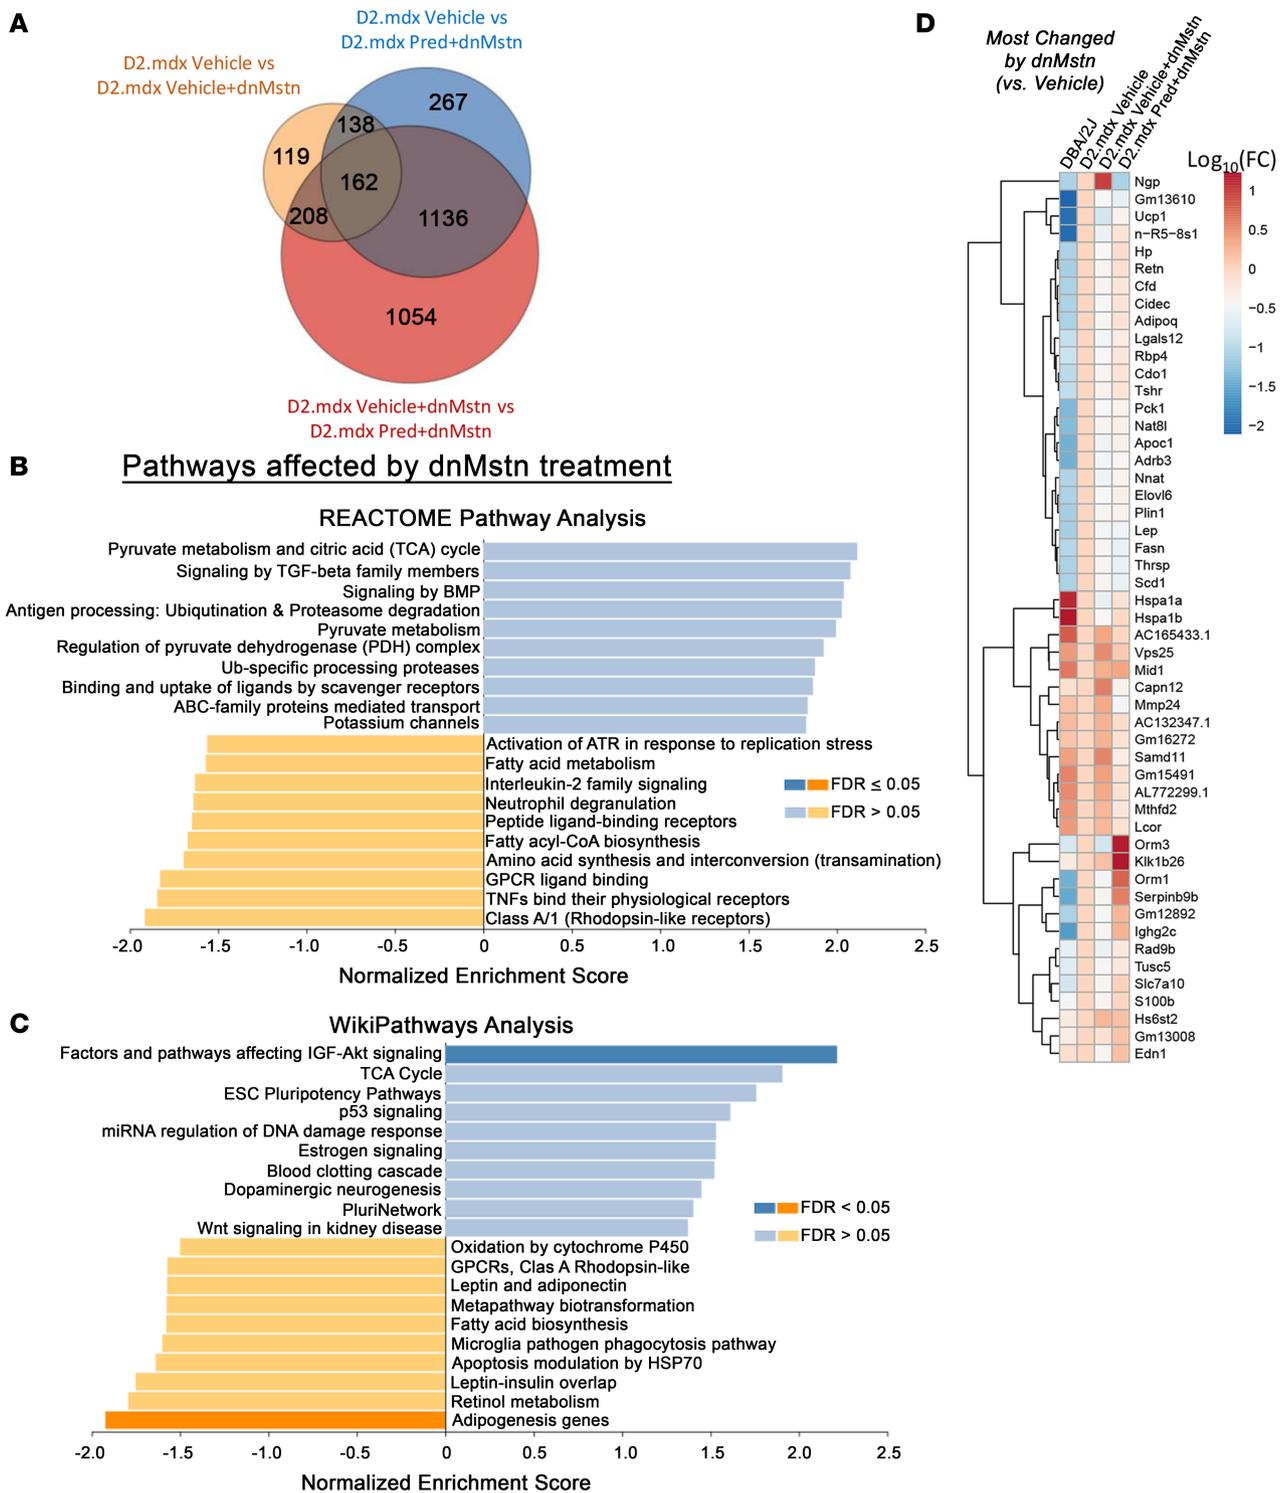 A
D2.mdx Vehicle vs
D2.mdx Pred+dnMstn
D2.mdx Vehicle vs
D2.mdx Vehicle+dnMstn
267
138
119
162
208
1136
1054
D2.mdx Vehicle+dnMstn vs
D2.mdx Pred+dnMstn
B
Pathways affected by dnMstn treatment
REACTOME Pathway Analysis
Pyruvate metabolism and citric acid (TCA) cycle
Signaling by TGF-beta family members
Signaling by BMP
Antigen processing: Ubiqutination & Proteasome degradation
Pyruvate metabolism
Regulation of pyruvate dehydrogenase (PDH) complex
Ub-specific processing proteases
Binding and uptake of ligands by scavenger receptors
ABC-family proteins mediated transport
Potassium channels
Activation of ATR in response to replication stress
Fatty acid metabolism
Interleukin-2 family signaling
Neutrophil degranulation
Peptide ligand-binding receptors
Fatty acyl-CoA biosynthesis
Amino acid synthesis and interconversion (transamination)
GPCR ligand binding
TNFs bind their physiological receptors
Class A/1 (Rhodopsin-like receptors)
FDR ≤ 0.05
FDR > 0.05
-2.0 -1.5 -1.0 -0.5 0 0.5 1.0 1.5 2.0 2.5
Normalized Enrichment Score
C
WikiPathways Analysis
Factors and pathways affecting IGF-Akt signaling
TCA Cycle
ESC Pluripotency Pathways
p53 signaling
miRNA regulation of DNA damage response
Estrogen signaling
Blood clotting cascade
Dopaminergic neurogenesis
PluriNetwork
Wnt signaling in kidney disease
Oxidation by cytochrome P450
GPCRs, Clas A Rhodopsin-like
Leptin and adiponectin
Metapathway biotransformation
Fatty acid biosynthesis
Microglia pathogen phagocytosis pathway
Apoptosis modulation by HSP70
Leptin-insulin overlap
Retinol metabolism
Adipogenesis genes
FDR < 0.05
FDR > 0.05
-2.0 -1.5 -1.0 -0.5 0 0.5 1.0 1.5 2.0 2.5
Normalized Enrichment Score
D
Most Changed
by dnMstn
(vs. Vehicle)
DBA/2J
D2.mdx Vehicle
D2.mdx Vehicle+dnMstn
D2.mdx Pred+dnMstn
Log10(FC)
1
0.5
0
−0.5
−1
−1.5
−2
Ngp
Gm13610
Ucp1
n−R5−8s1
Hp
Retn
Cfd
Cidec
Adipoq
Lgals12
Rbp4
Cdo1
Tshr
Pck1
Nat8l
Apoc1
Adrb3
Nnat
Elovl6
Plin1
Lep
Fasn
Thrsp
Scd1
Hspa1a
Hspa1b
AC165433.1
Vps25
Mid1
Capn12
Mmp24
AC132347.1
Gm16272
Samd11
Gm15491
AL772299.1
Mthfd2
Lcor
Orm3
Klk1b26
Orm1
Serpinb9b
Gm12892
Ighg2c
Rad9b
Tusc5
Slc7a10
S100b
Hs6st2
Gm13008
Edn1